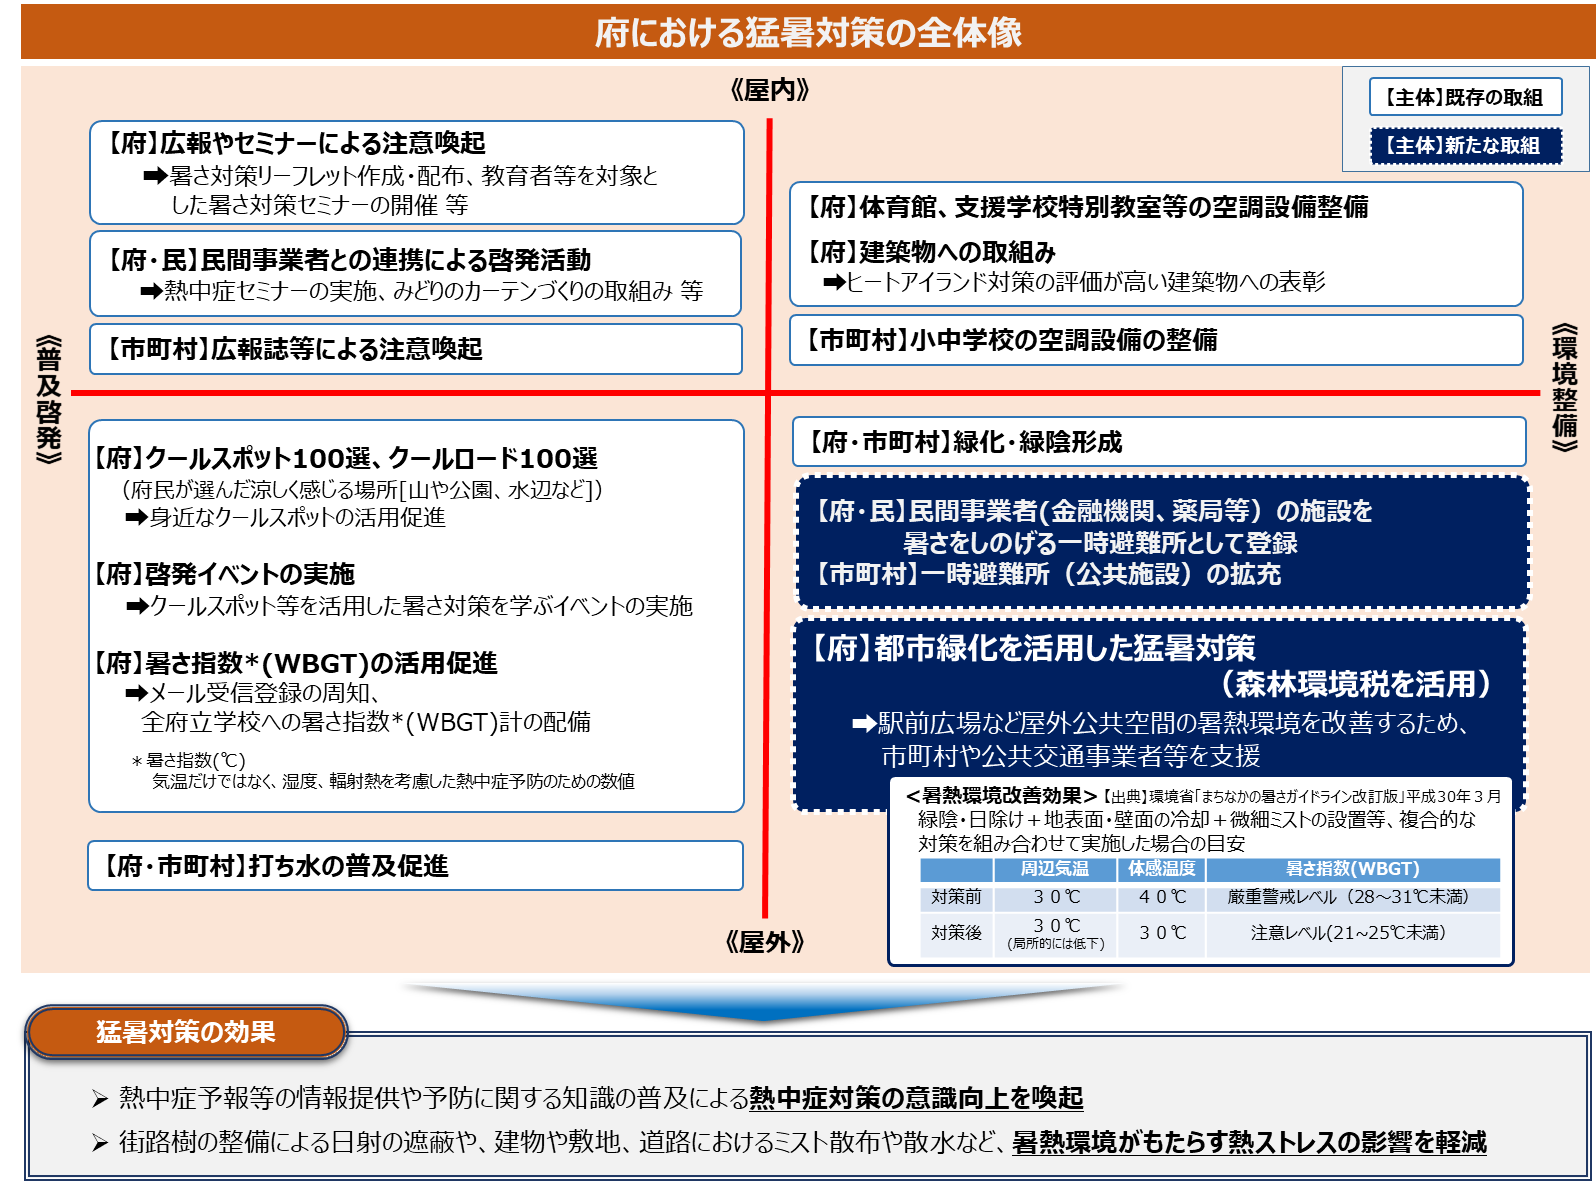 府における猛暑対策の全体像
《屋内》
【主体】既存の取組
【主体】新たな取組
【府】広報やセミナーによる注意喚起
➡暑さ対策リーフレット作成・配布、教育者等を対象と
した暑さ対策セミナーの開催 等
【府・民】民間事業者との連携による啓発活動
➡熱中症セミナーの実施、みどりのカーテンづくりの取組み 等
【市町村】広報誌等による注意喚起
【府】体育館、支援学校特別教室等の空調設備整備
【府】建築物への取組み
➡ヒートアイランド対策の評価が高い建築物への表彰
【市町村】小中学校の空調設備の整備
《普及啓発》
《環境整備》
【府】クールスポット100選、クールロード100選
（府民が選んだ涼しく感じる場所[山や公園、水辺など]）
➡身近なクールスポットの活用促進
【府】啓発イベントの実施
➡クールスポット等を活用した暑さ対策を学ぶイベントの実施
【府】暑さ指数*(WBGT)の活用促進
➡メール受信登録の周知、
全府立学校への暑さ指数*(WBGT)計の配備
＊暑さ指数(℃)
気温だけではなく、湿度、輻射熱を考慮した熱中症予防のための数値
【府・市町村】打ち水の普及促進
【府・市町村】緑化・緑陰形成
【府・民】民間事業者(金融機関、薬局等）の施設を
暑さをしのげる一時避難所として登録
【市町村】一時避難所（公共施設）の拡充
【府】都市緑化を活用した猛暑対策
（森林環境税を活用）
➡駅前広場など屋外公共空間の暑熱環境を改善するため、
市町村や公共交通事業者等を支援
<暑熱環境改善効果>【出典】環境省「まちなかの暑さガイドライン改訂版」平成30年３月
緑陰・日除け＋地表面・壁面の冷却＋微細ミストの設置等、複合的な
対策を組み合わせて実施した場合の目安
周辺気温 体感温度 暑さ指数(WBGT)
対策前 ３０℃ ４０℃ 厳重警戒レベル（28～31℃未満）
対策後 ３０℃ (局所的には低下) ３０℃ 注意レベル(21~25℃未満）
《屋外》
猛暑対策の効果
➢ 熱中症予報等の情報提供や予防に関する知識の普及による熱中症対策の意識向上を喚起
➢ 街路樹の整備による日射の遮蔽や、建物や敷地、道路におけるミスト散布や散水など、暑熱環境がもたらす熱ストレスの影響を軽減